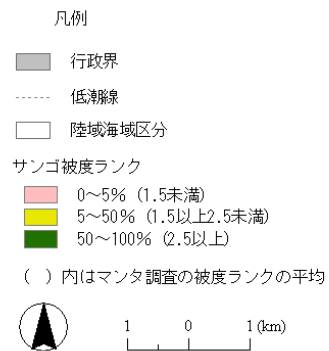 凡例
行政界
低潮線
陸域海域区分
サンゴ被度ランク
0～5% (1.5未満)
5～50% (1.5以上2.5未満)
50～100% (2.5以上)
（ ）内はマンタ調査の被度ランクの平均
1 0 1 (km)